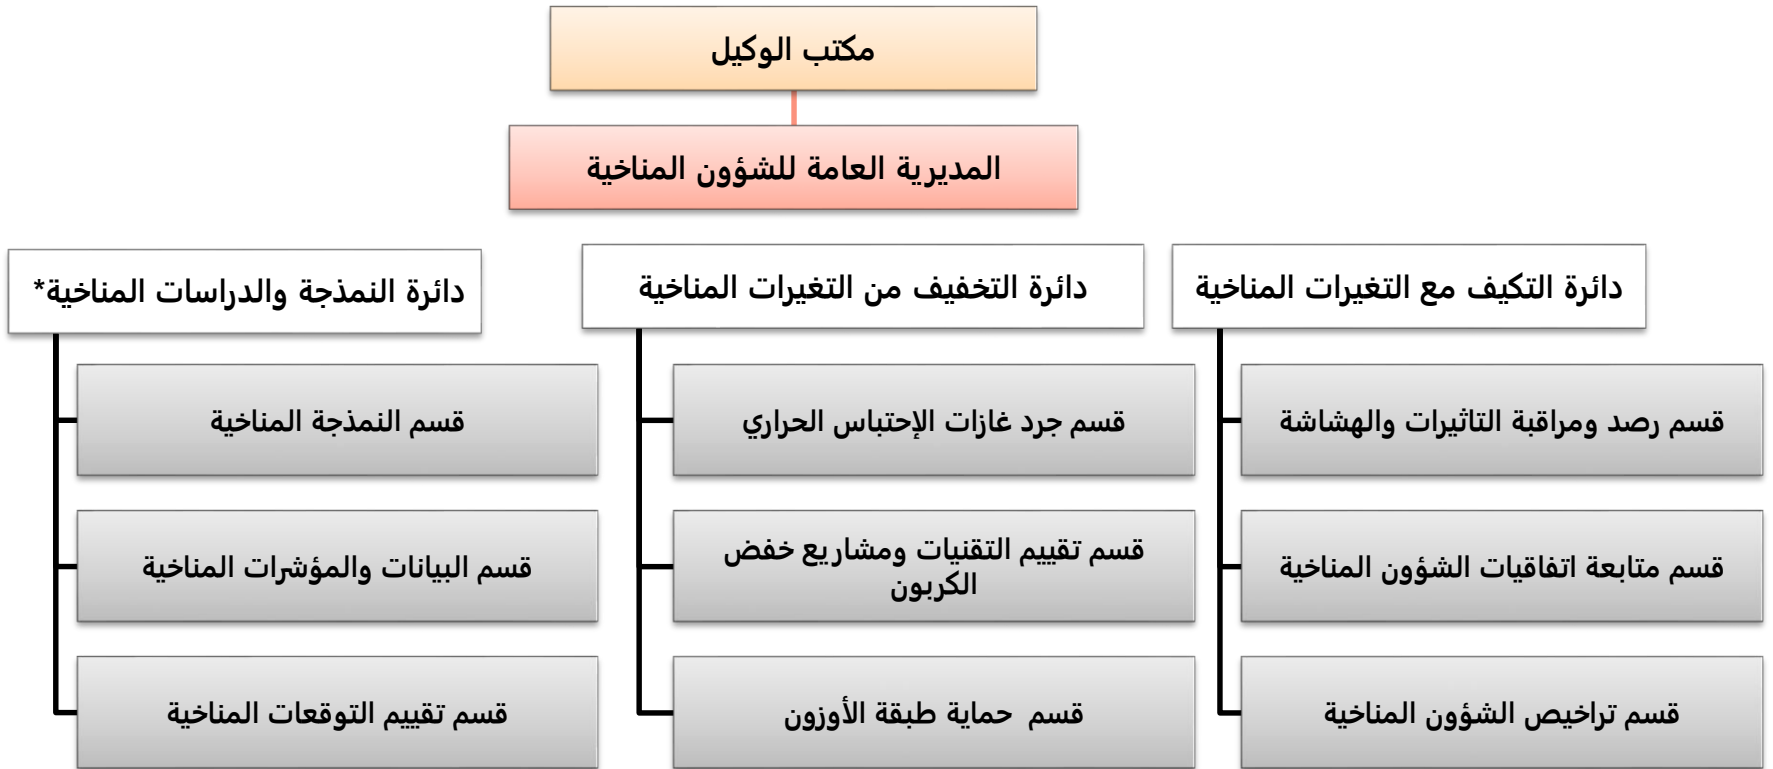 مكتب الوكيل
المديرية العامة للشؤون المناخية
دائرة التكيف مع التغيرات المناخية
قسم رصد ومراقبة التاثيرات والهشاشة
قسم متابعة اتفاقيات الشؤون المناخية
قسم تراخيص الشؤون المناخية
دائرة التخفيف من التغيرات المناخية
قسم جرد غازات الإحتباس الحراري
قسم تقييم التقنيات ومشاريع خفض
الكربون
قسم حماية طبقة الأوزون
دائرة النمذجة والدراسات المناخية*
قسم النمذجة المناخية
قسم البيانات والمؤشرات المناخية
قسم تقييم التوقعات المناخية